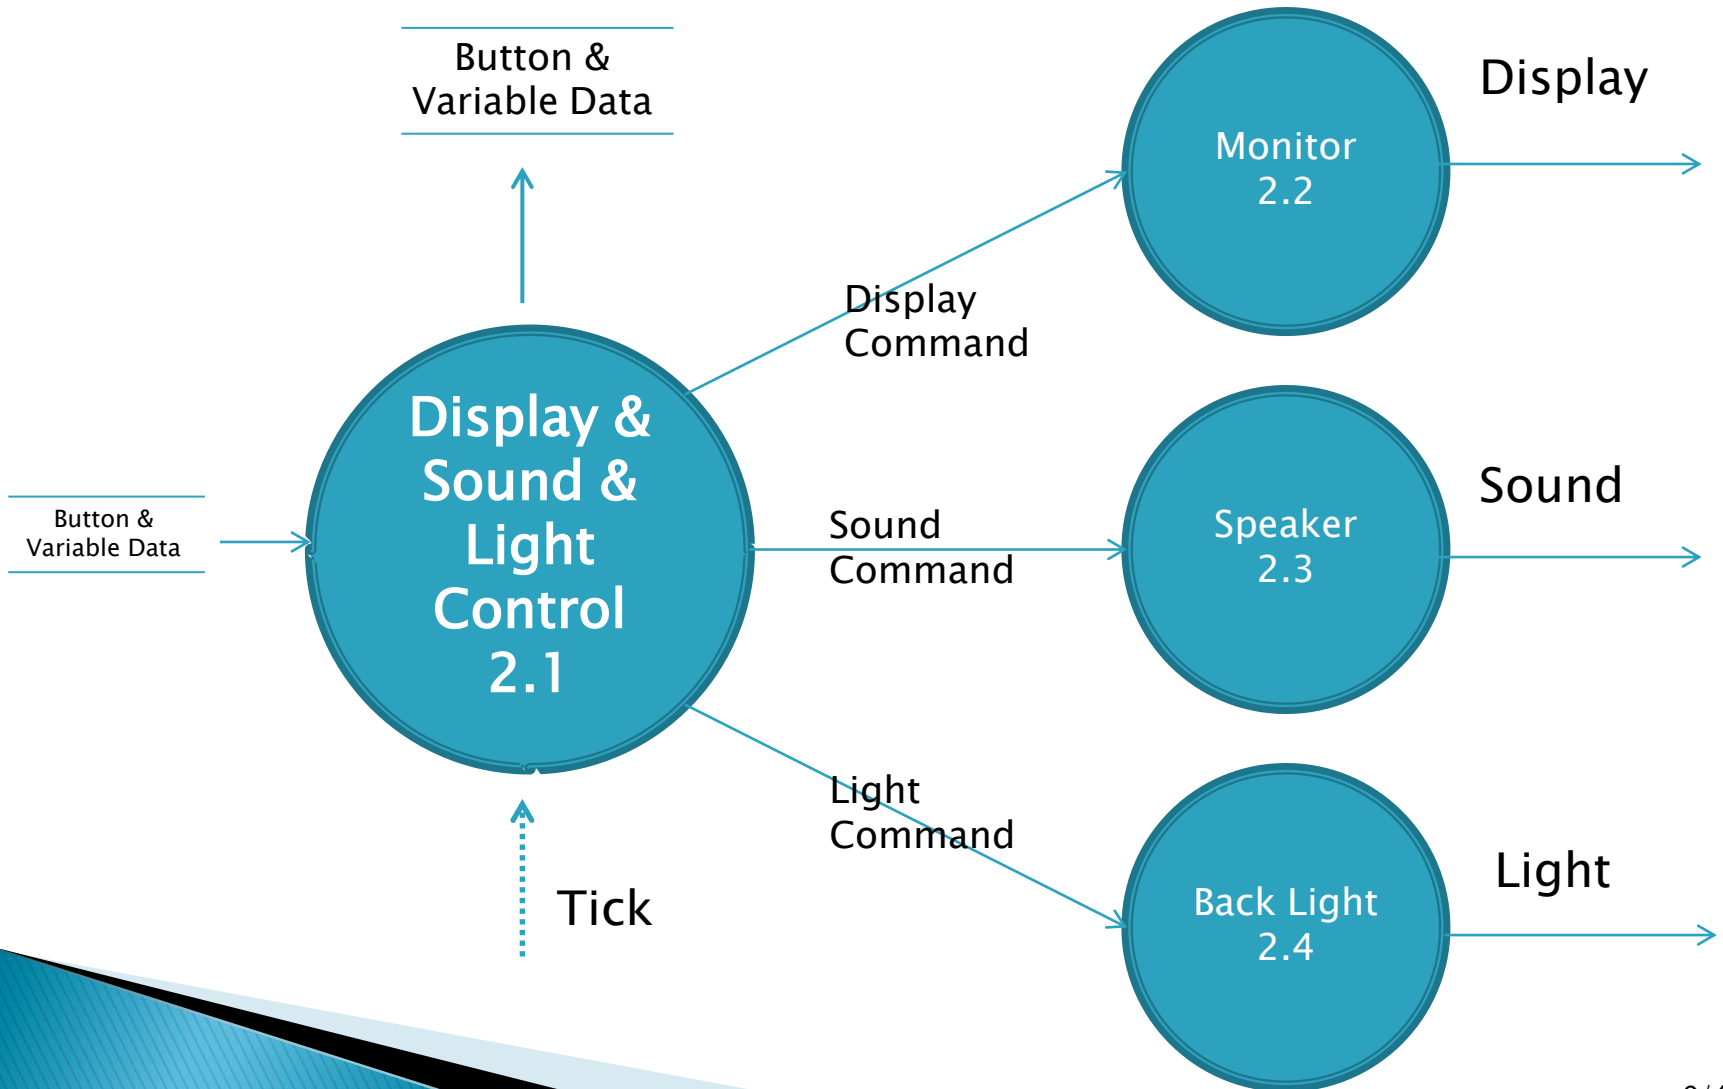 Button &
Variable Data
Display
Monitor
2.2
Display
Command
Display &
Sound &
Light
Control
2.1
Button &
Variable Data
Sound
Command
Sound
Speaker
2.3
Light
Command
Tick
Light
Back Light
2.4